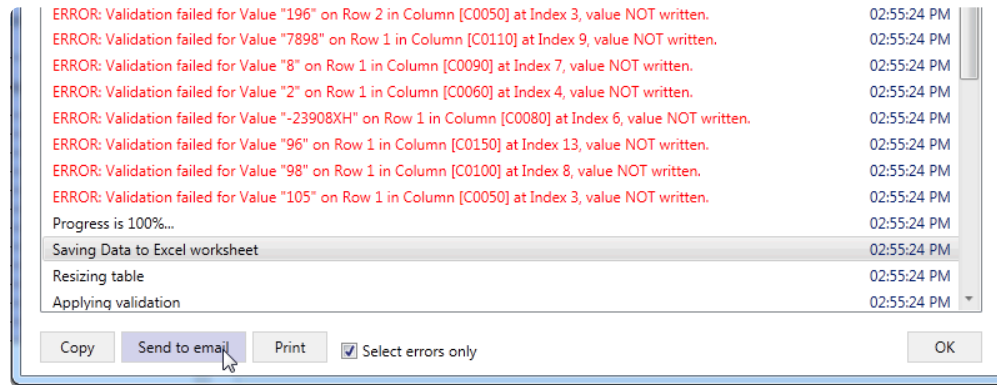 ERROR: Validation failed for Value "196" on Row 2 in Column [C0050] at Index 3, value NOT written. 02:55:24 PM
ERROR: Validation failed for Value "7898" on Row 1 in Column [C0110] at Index 9, value NOT written. 02:55:24 PM
ERROR: Validation failed for Value "8" on Row 1 in Column [C0090] at Index 7, value NOT written. 02:55:24 PM
ERROR: Validation failed for Value "2" on Row 1 in Column [C0060] at Index 4, value NOT written. 02:55:24 PM
ERROR: Validation failed for Value "-23908XH" on Row 1 in Column [C0080] at Index 6, value NOT written. 02:55:24 PM
ERROR: Validation failed for Value "96" on Row 1 in Column [C0150] at Index 13, value NOT written. 02:55:24 PM
ERROR: Validation failed for Value "98" on Row 1 in Column [C0100] at Index 8, value NOT written. 02:55:24 PM
ERROR: Validation failed for Value "105" on Row 1 in Column [C0050] at Index 3, value NOT written. 02:55:24 PM
Progress is 100%... 02:55:24 PM
Saving Data to Excel worksheet 02:55:24 PM
Resizing table 02:55:24 PM
Applying validation 02:55:24 PM
Copy Send to email Print Select errors only OK